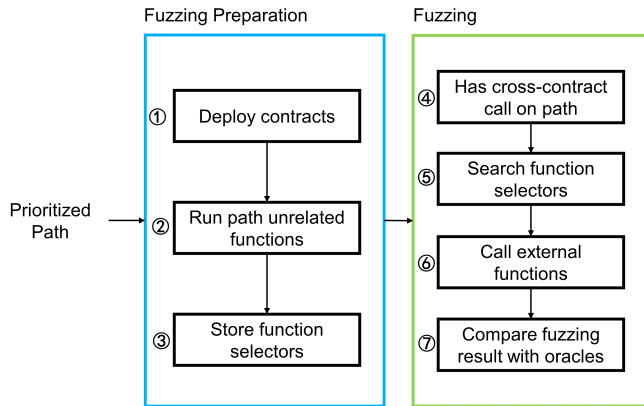 Fuzzing Preparation
Fuzzing
Prioritized
Path
①
Deploy contracts
②
Run path unrelated
functions
③
Store function
selectors
④
Has cross-contract
call on path
⑤
Search function
selectors
⑥
Call external
functions
⑦
Compare fuzzing
result with oracles